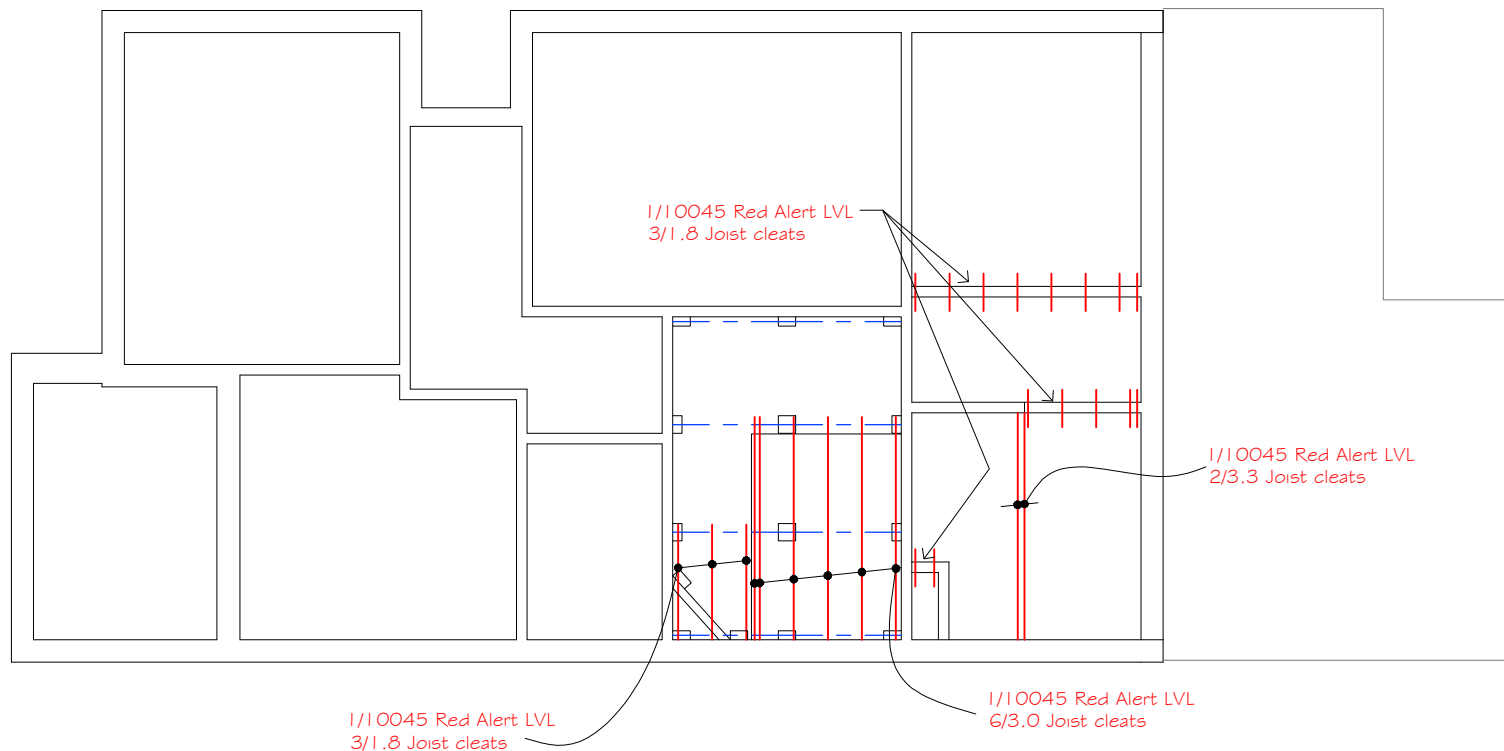 1/10045 Red Alert LVL
3/1.8 Joist cleats
1/10045 Red Alert LVL
2/3.3 Joist cleats
1/10045 Red Alert LVL
6/3.0 Joist cleats
1/10045 Red Alert LVL
3/1.8 Joist cleats